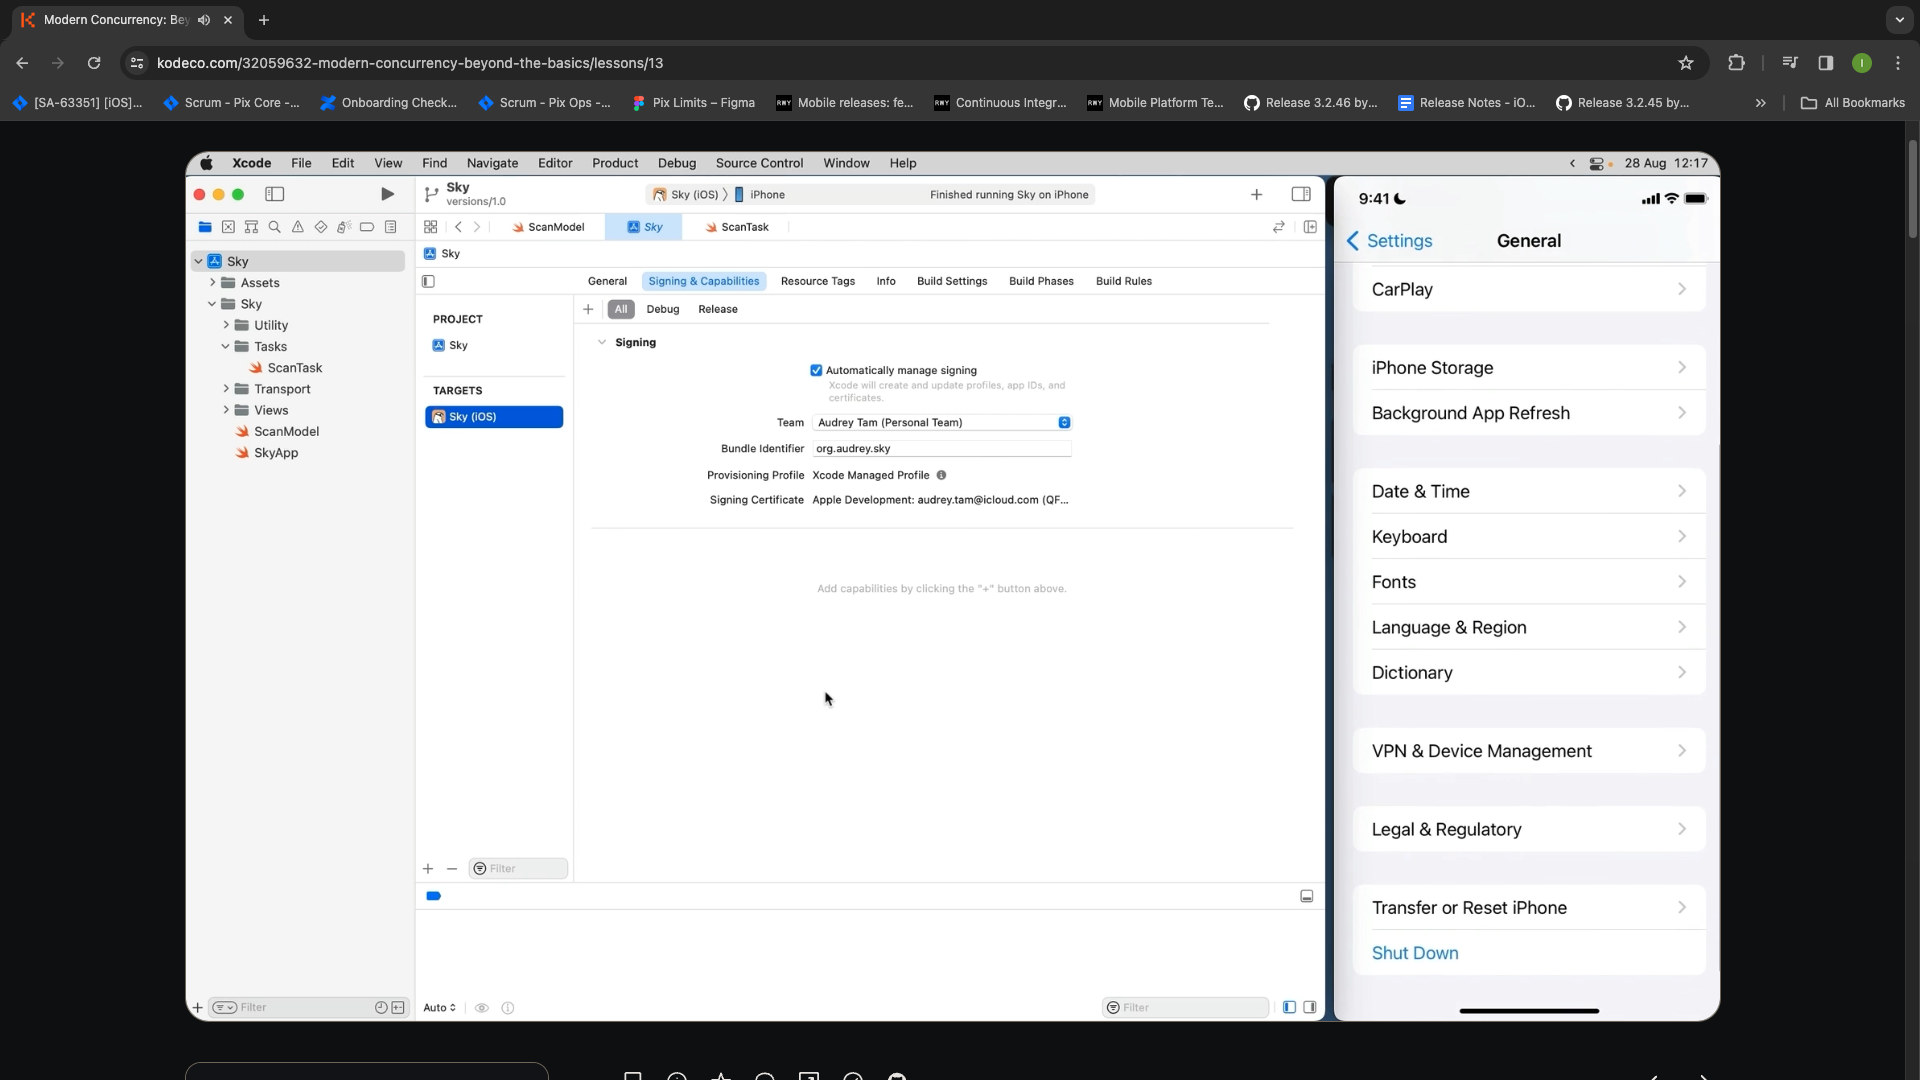 Modern Concurrency: Bey
kodeco.com/32059632-modern-concurrency-beyond-the-basics/lessons/13
I
[SA-63351] [iOS]...
Scrum - Pix Core -...
Onboarding Check...
Scrum - Pix Ops -...
Pix Limits – Figma
Mobile releases: fe...
Continuous Integr...
Mobile Platform Te...
Release 3.2.46 by...
Release Notes - iO...
Release 3.2.45 by...
»
All Bookmarks
Xcode File Edit View Find Navigate Editor Product Debug Source Control Window Help
28 Aug 12:17
Sky
versions/1.0
Sky (iOS) 〉 iPhone
Finished running Sky on iPhone
ScanModel
Sky
ScanTask
Sky
Sky
Assets
Sky
Utility
Tasks
ScanTask
Transport
Views
ScanModel
SkyApp
Filter
General
Signing & Capabilities
Resource Tags
Info
Build Settings
Build Phases
Build Rules
PROJECT
Sky
TARGETS
Sky (iOS)
Filter
+ All Debug Release
Signing
Automatically manage signing
Xcode will create and update profiles, app IDs, and
certificates.
Team Audrey Tam (Personal Team)
Bundle Identifier org.audrey.sky
Provisioning Profile Xcode Managed Profile
Signing Certificate Apple Development: audrey.tam@icloud.com (QF...
Add capabilities by clicking the "+" button above.
Auto
Filter
9:41
Settings
General
CarPlay
iPhone Storage
Background App Refresh
Date & Time
Keyboard
Fonts
Language & Region
Dictionary
VPN & Device Management
Legal & Regulatory
Transfer or Reset iPhone
Shut Down